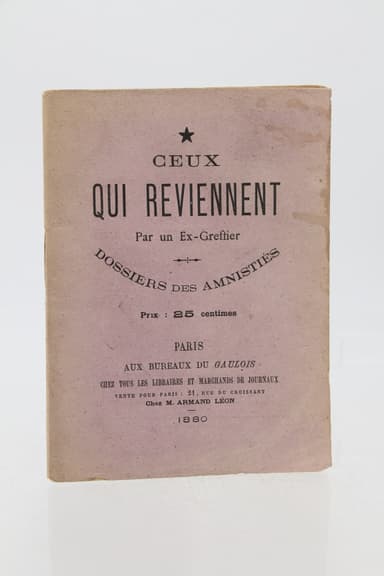 CEUX
QUI REVIENNENT
Par un Ex-Greffier
DOSSIERS DES AMNISTIÉS
Prix : 25 centimes
PARIS
AUX BUREAUX DU GAULOIS
CHEZ TOUS LES LIBRAIRES ET MARCHANDS DE JOURNAUX
VENTE POUR PARIS : 21, RUE DU CROISSANT
Chez M. ARMAND LÉON
1880